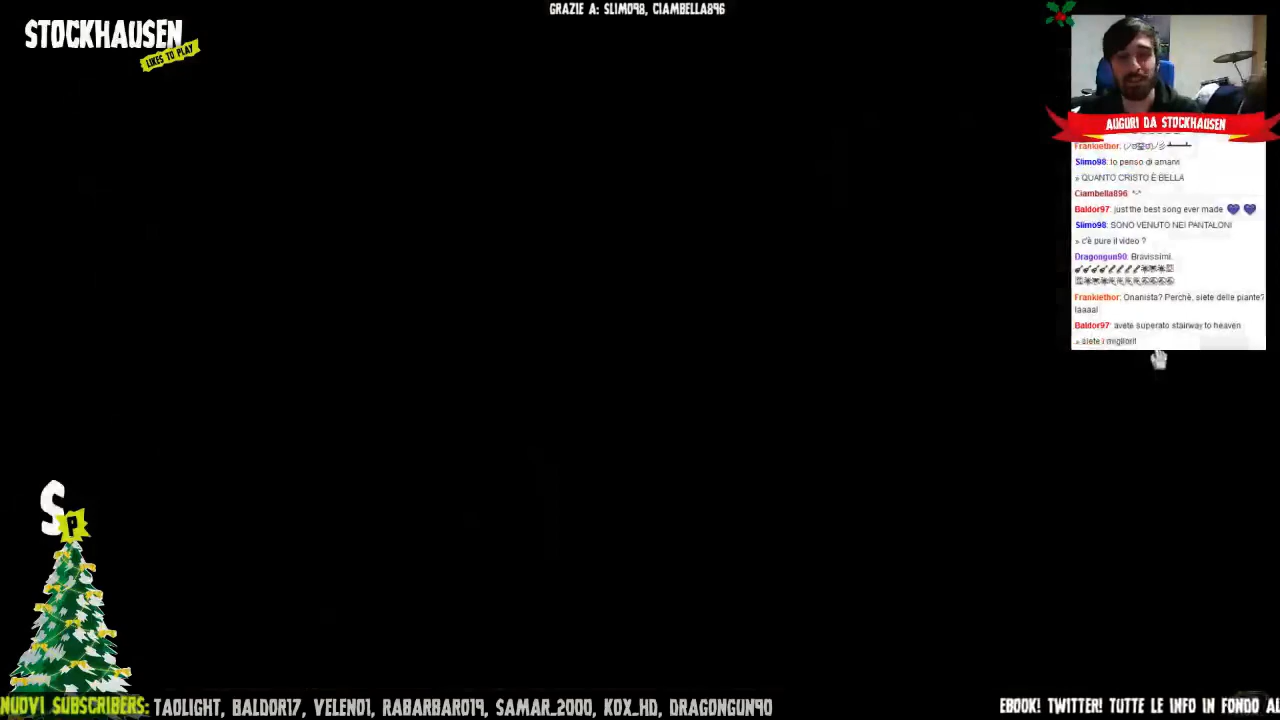 GRAZIE A: SLIMO98, CIAMBELLA896
STOCKHAUSEN
LIKES TO PLAY
AUGURI DA STOCKHAUSEN
Frankiethor:
Slimo98: Io penso di amarvi
» QUANTO CRISTO È BELLA
Ciambella896: *-*
Baldor97: just the best song ever made
Slimo98: SONO VENUTO NEI PANTALONI
» c'è pure il video ?
Dragongun90: Bravissimi.
Frankiethor: Onanista? Perchè, siete delle piante?
Baldor97: avete superato stairway to heaven
» siete i migliori!
S
P
NUOVI SUBSCRIBERS: TAOLIGHT, BALDOR17, VELENO1, RABARBARO19, SAMAR_2000, KOX_HD, DRAGONGUN90
EBOOK! TWITTER! TUTTE LE INFO IN FONDO AL